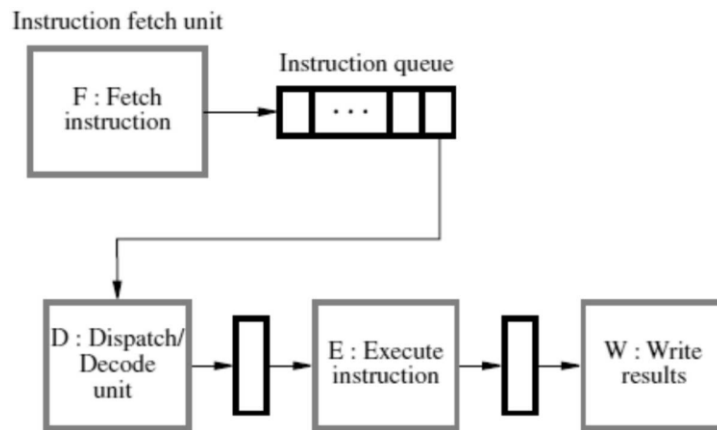 Instruction fetch unit
F : Fetch
instruction
Instruction queue
. . .
D : Dispatch/
Decode
unit
E : Execute
instruction
W : Write
results